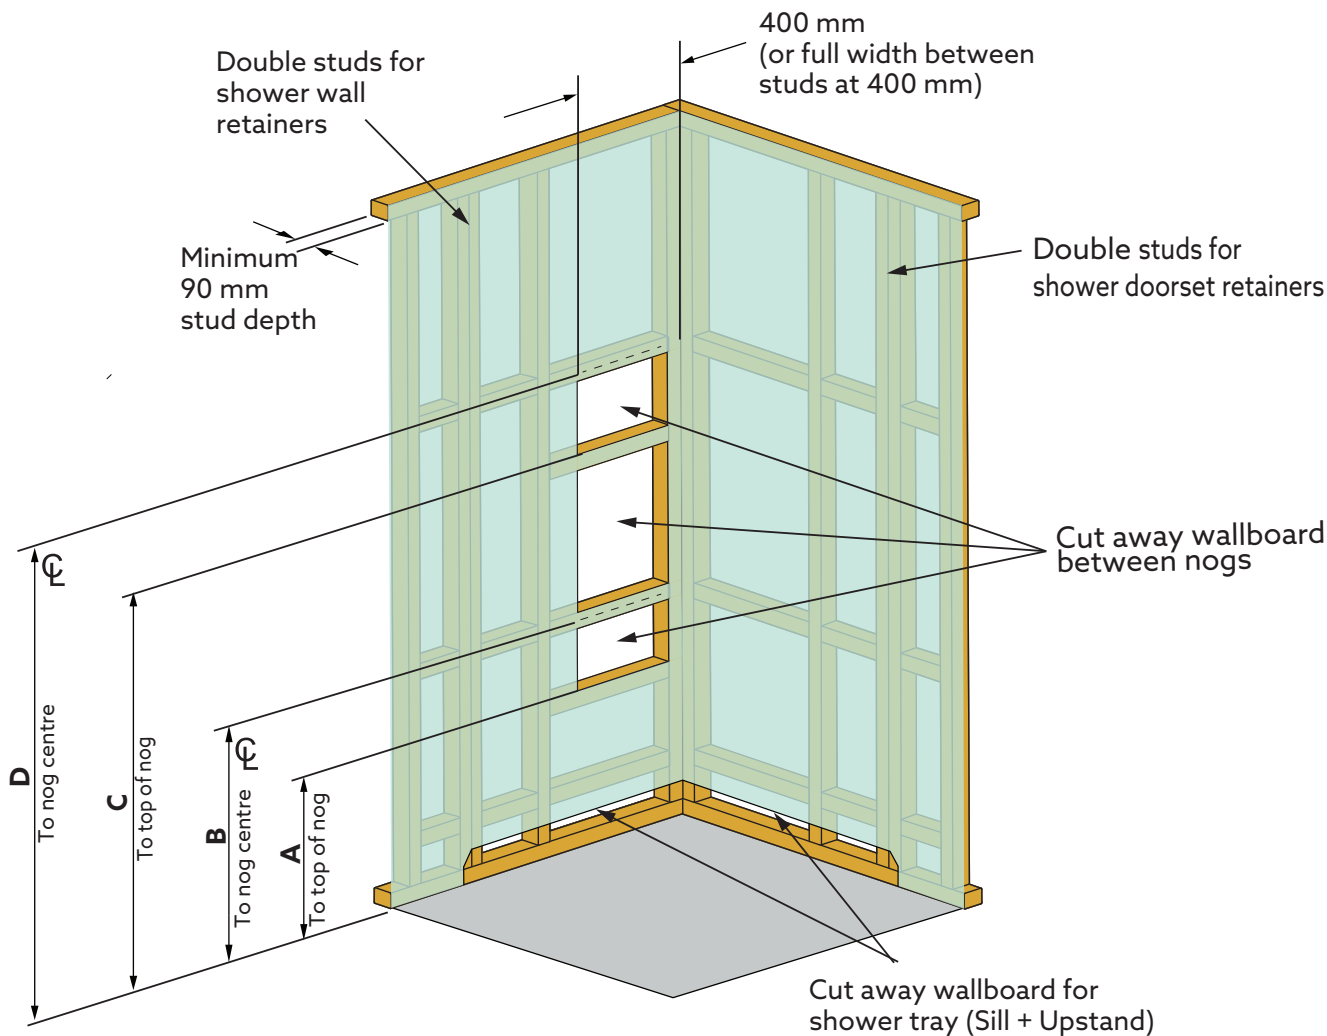 400 mm
(or full width between
studs at 400 mm)
Double studs for
shower wall
retainers
Minimum
90 mm
stud depth
Double studs for
shower doorset retainers
Cut away wallboard
between nogs
D
To nog centre
℄
C
To top of nog
B
To nog centre
℄
A
To top of nog
Cut away wallboard for
shower tray (Sill + Upstand)